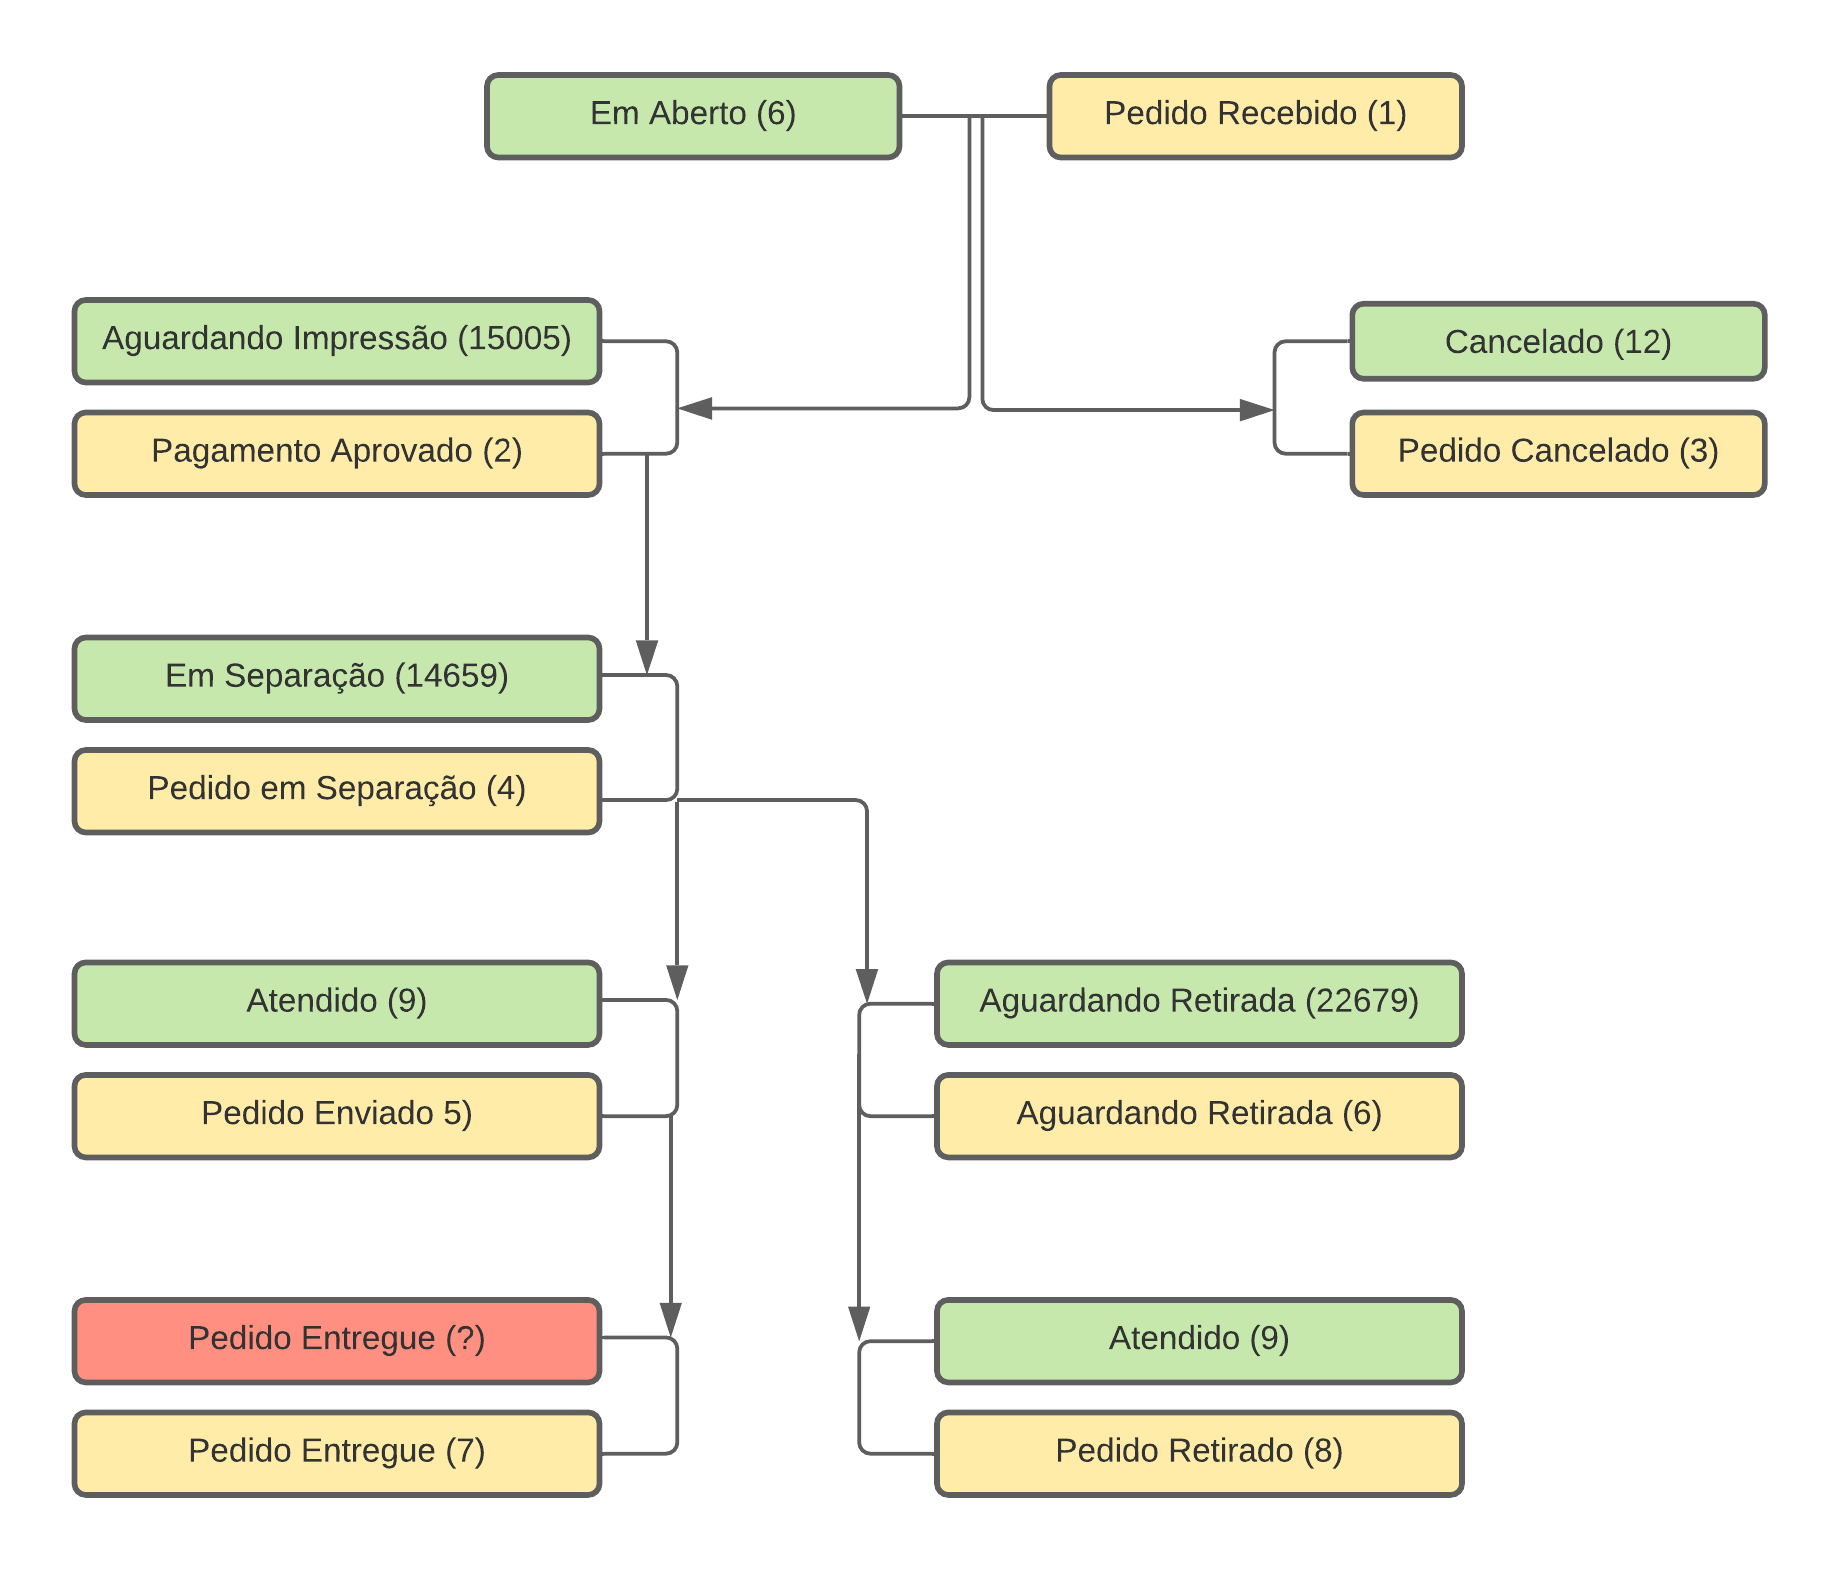 Em Aberto (6)
Pedido Recebido (1)
Aguardando Impressão (15005)
Cancelado (12)
Pagamento Aprovado (2)
Pedido Cancelado (3)
Em Separação (14659)
Pedido em Separação (4)
Atendido (9)
Aguardando Retirada (22679)
Pedido Enviado 5)
Aguardando Retirada (6)
Pedido Entregue (?)
Atendido (9)
Pedido Entregue (7)
Pedido Retirado (8)